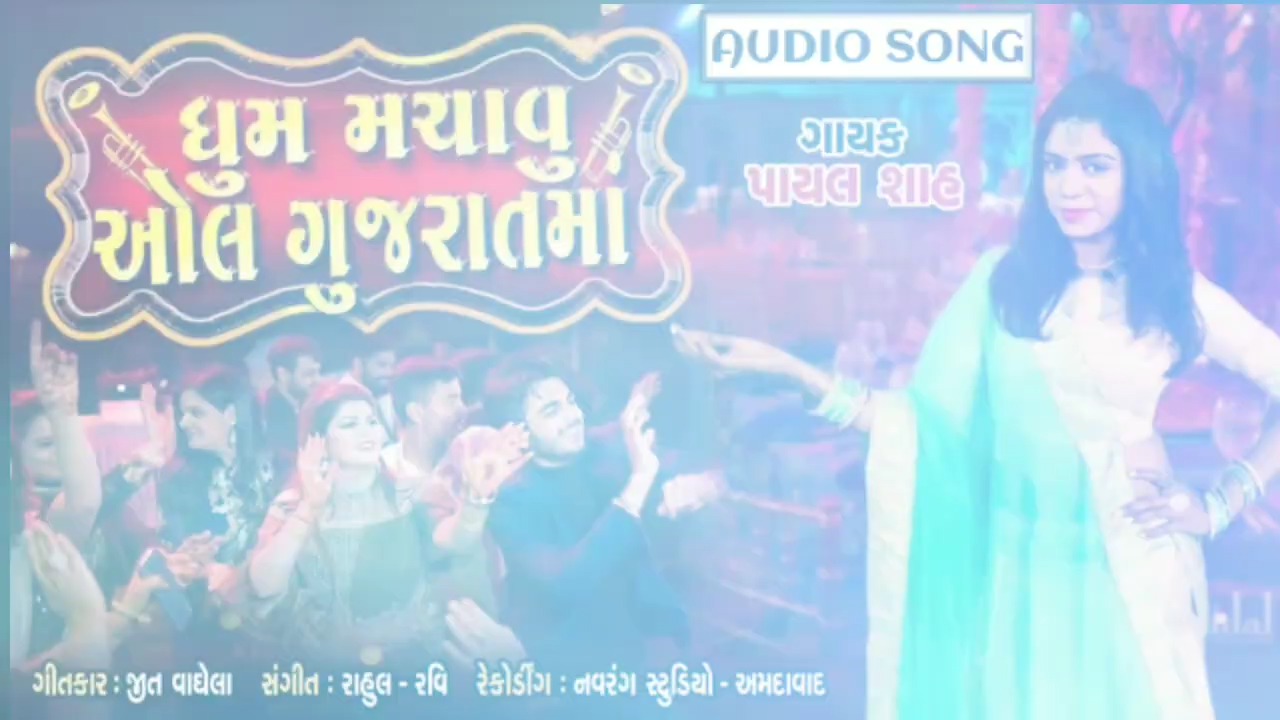 AUDIO SONG
ધુમ મચાવુ
ઓલ ગુજરાતમાં
ગાયક
પાયલ શાહ
ગીતકાર : જીત વાઘેલા સંગીત : રાહુલ - રવિ રેકોર્ડીંગ : નવરંગ સ્ટુડિયો - અમદાવાદ